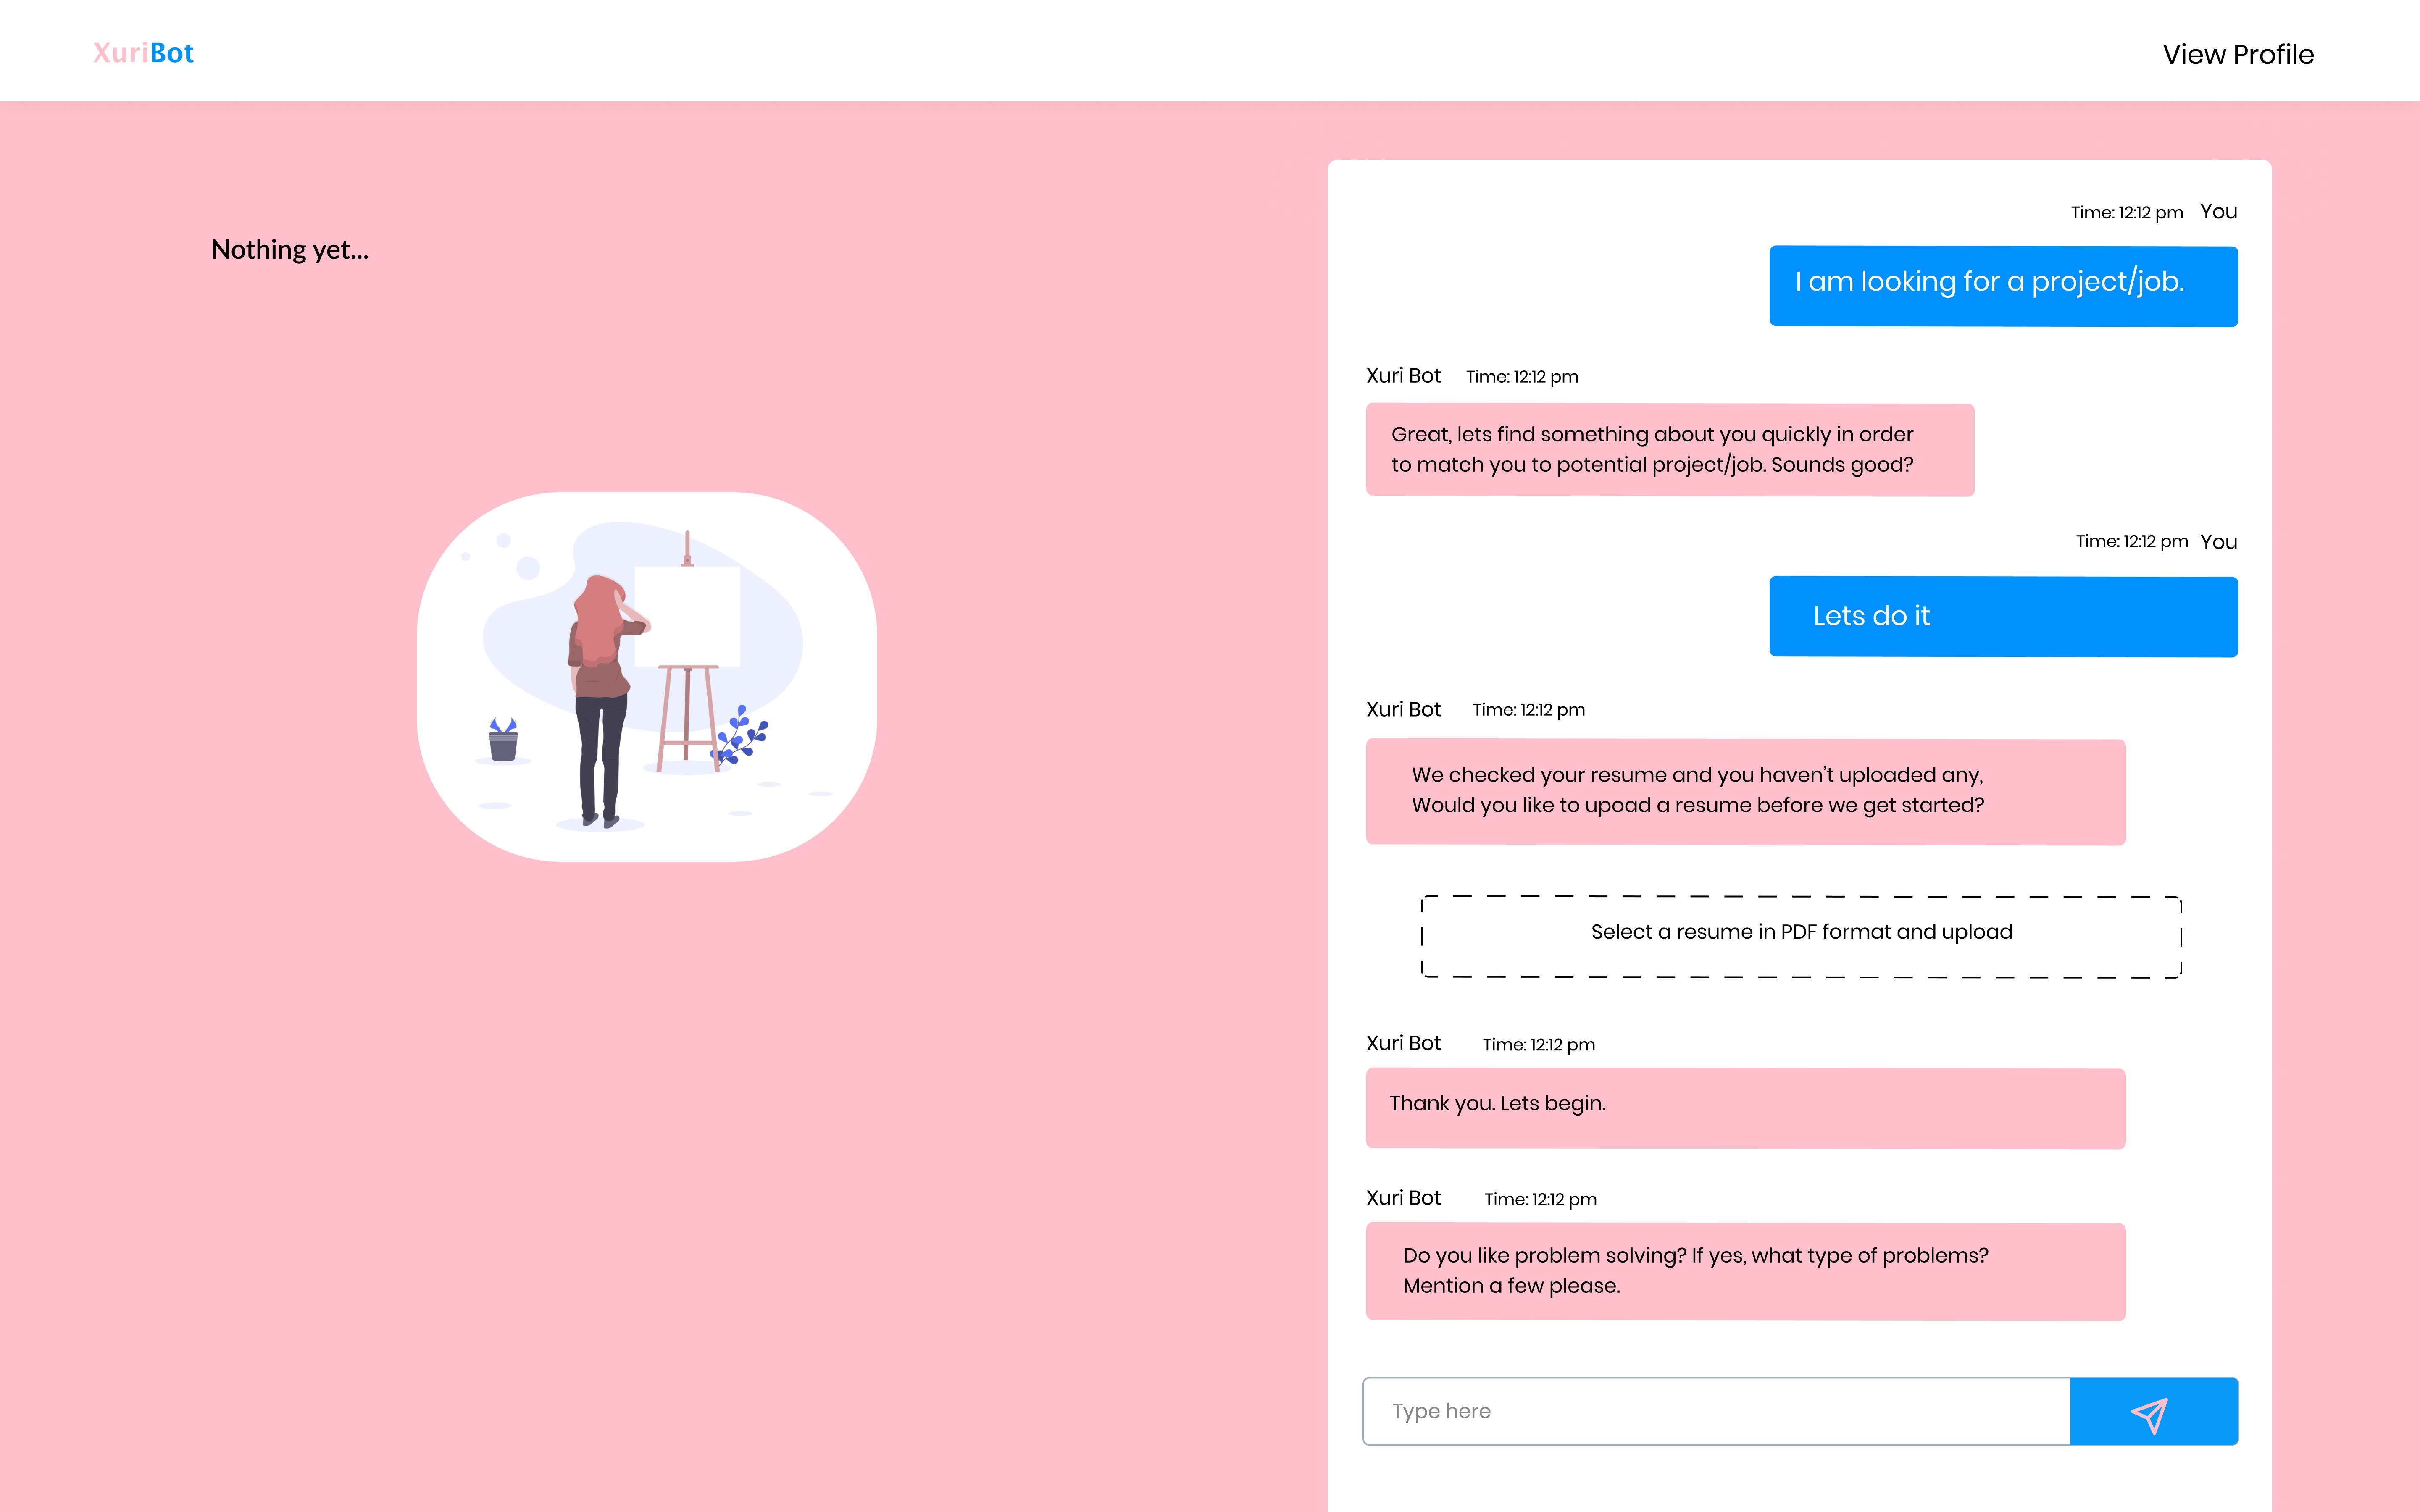 XuriBot
View Profile
Nothing yet...
Time: 12:12 pm You
I am looking for a project/job.
Xuri Bot Time: 12:12 pm
Great, lets find something about you quickly in order
to match you to potential project/job. Sounds good?
Time: 12:12 pm You
Lets do it
Xuri Bot Time: 12:12 pm
We checked your resume and you haven’t uploaded any,
Would you like to upoad a resume before we get started?
Select a resume in PDF format and upload
Xuri Bot Time: 12:12 pm
Thank you. Lets begin.
Xuri Bot Time: 12:12 pm
Do you like problem solving? If yes, what type of problems?
Mention a few please.
Type here